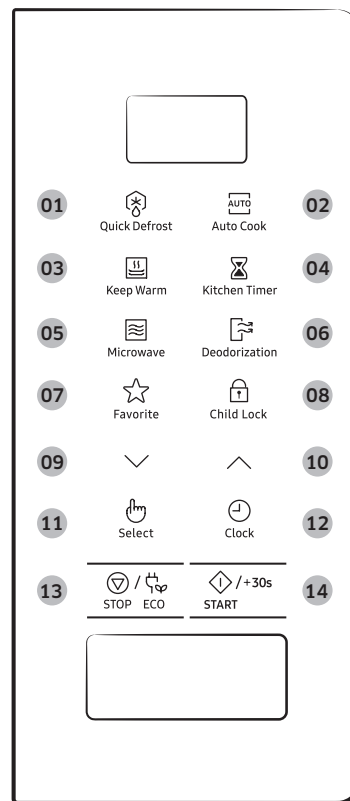 01 Quick Defrost AUTO Auto Cook 02
03 Keep Warm Kitchen Timer 04
05 Microwave Deodorization 06
07 Favorite Child Lock 08
09 10
11 Select Clock 12
13 / /+30s 14
STOP ECO START